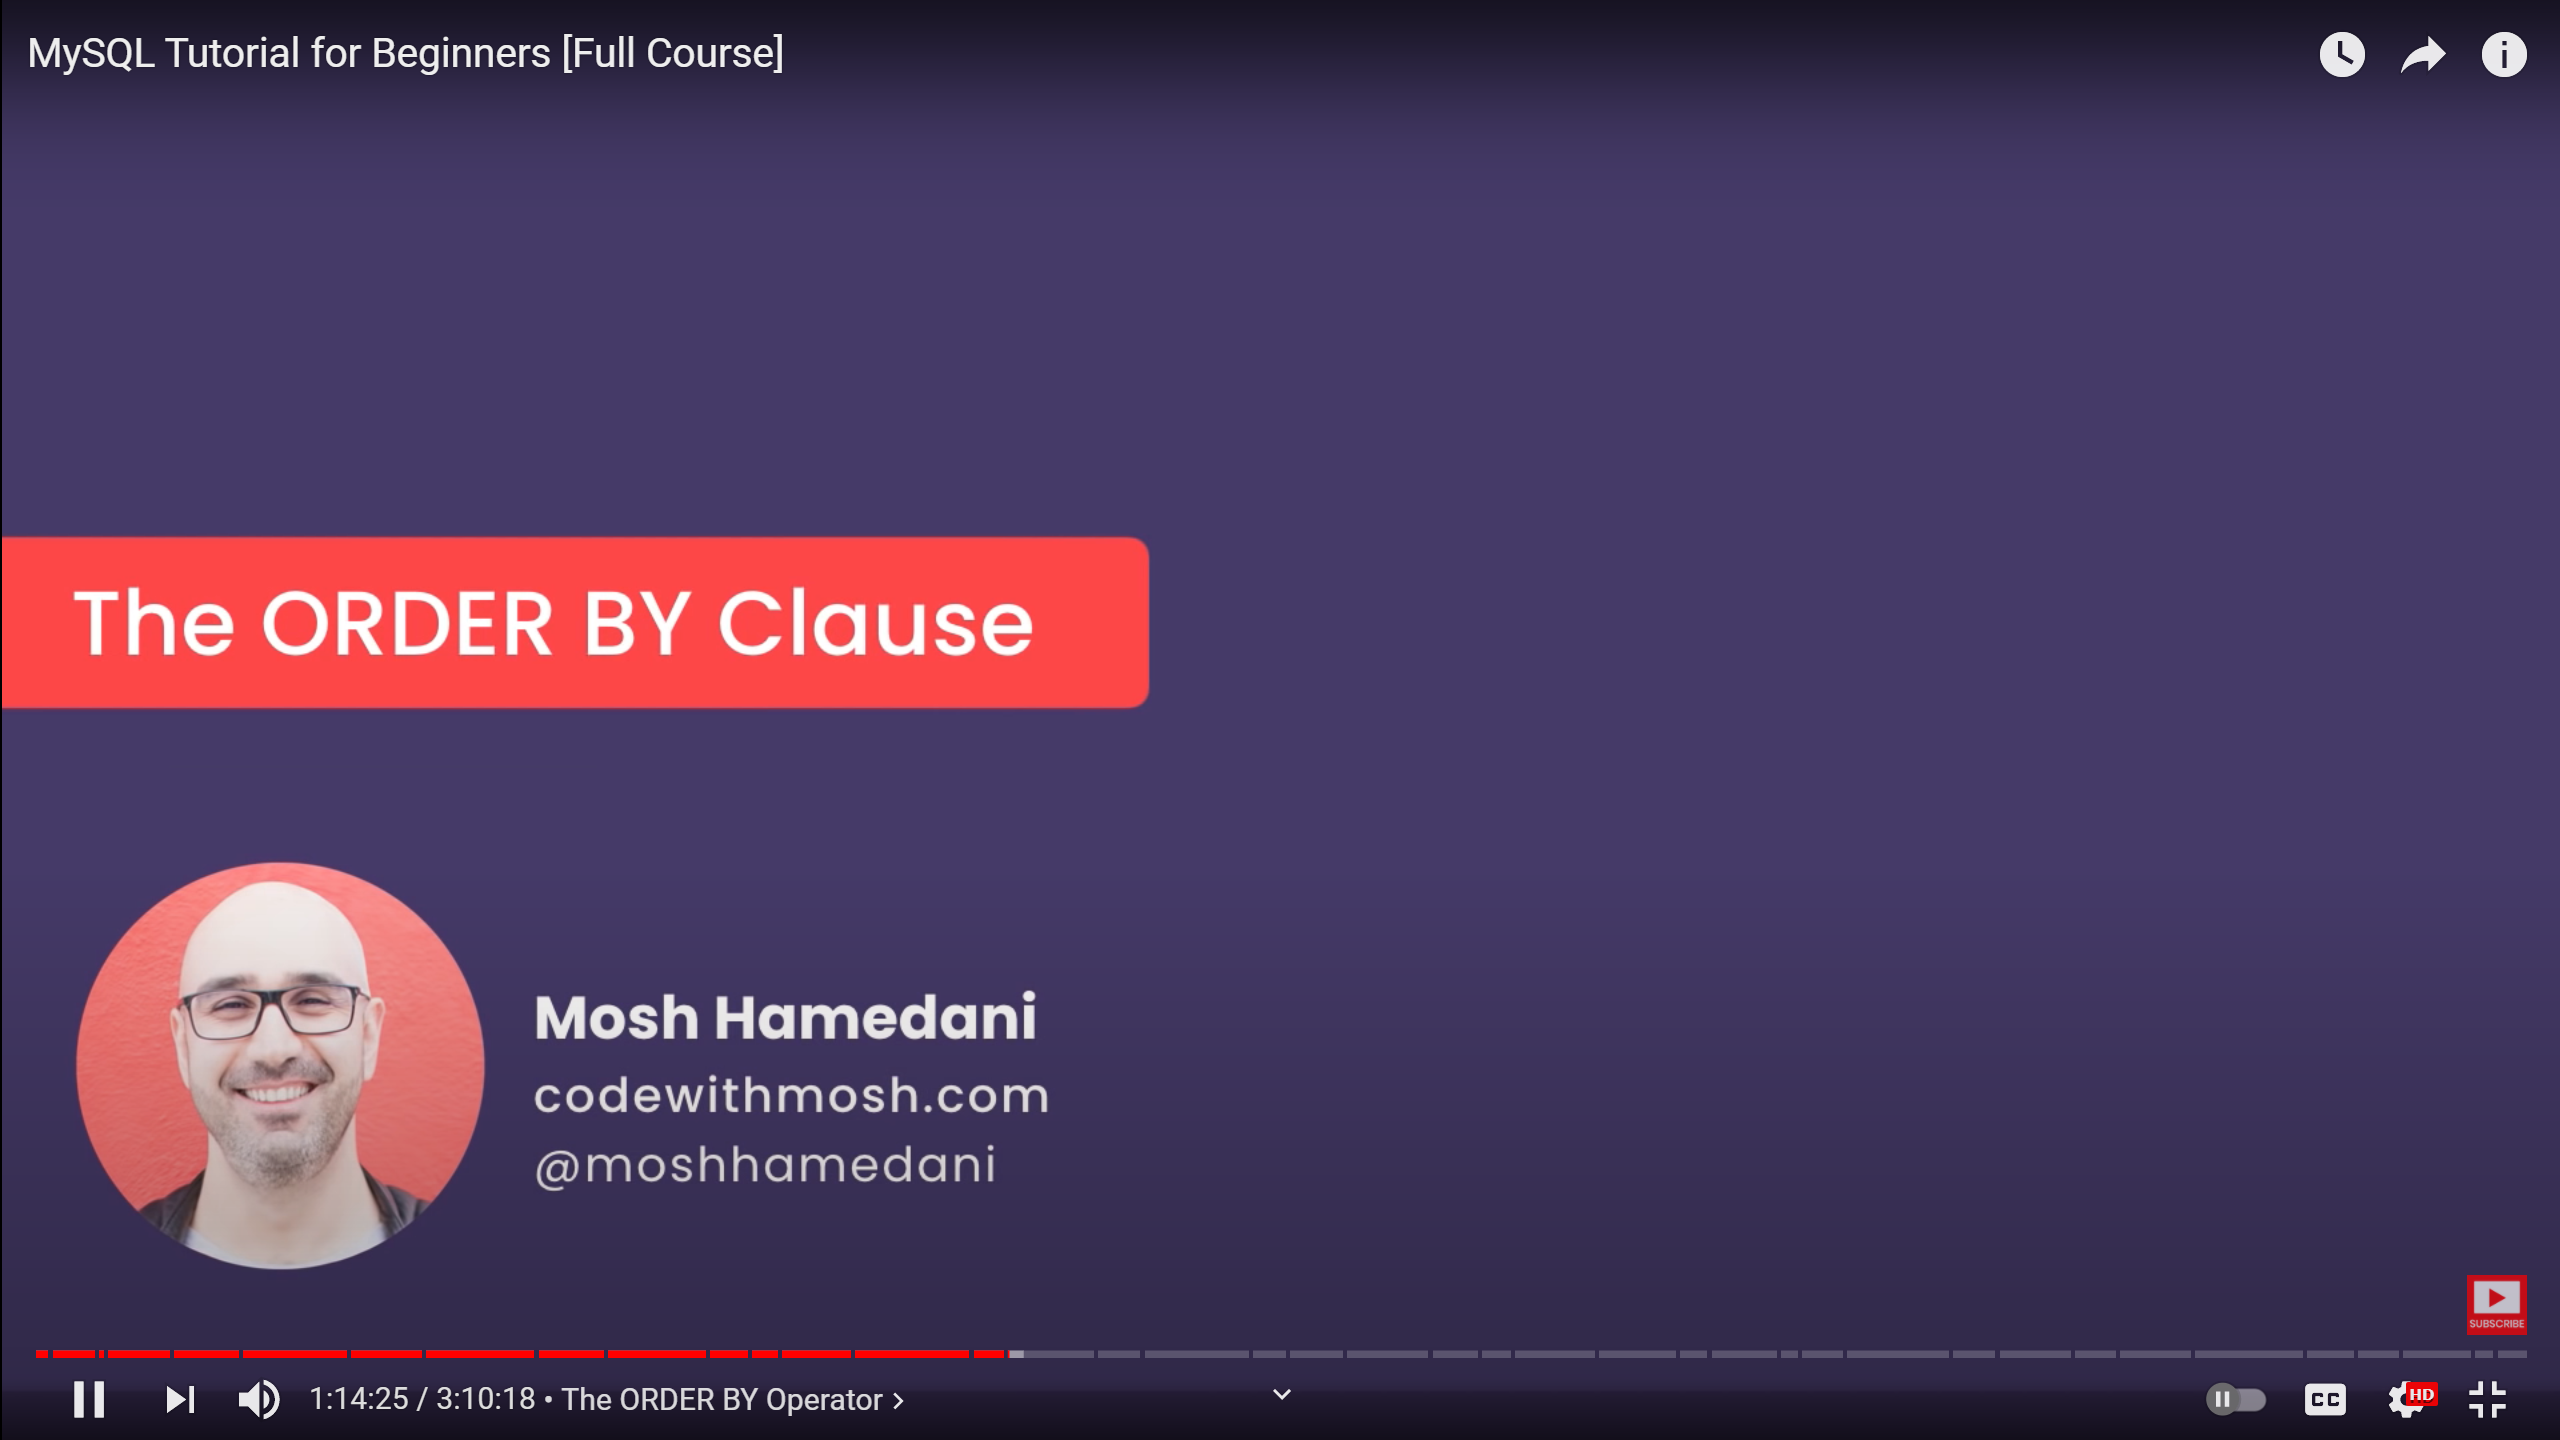 MySQL Tutorial for Beginners [Full Course]
The ORDER BY Clause
Mosh Hamedani
codewithmosh.com
@moshhamedani
SUBSCRIBE
1:14:25 / 3:10:18 • The ORDER BY Operator
CC
HD